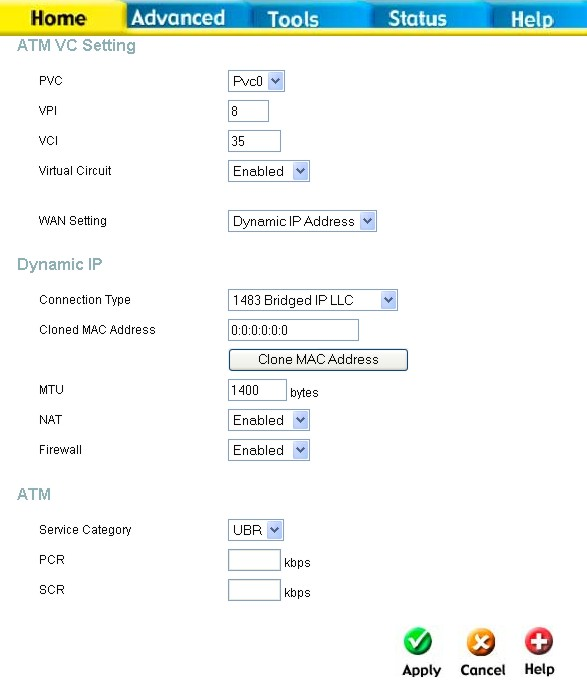 Home Advanced Tools Status Help
ATM VC Setting
PVC Pvc0
VPI 8
VCI 35
Virtual Circuit Enabled
WAN Setting Dynamic IP Address
Dynamic IP
Connection Type 1483 Bridged IP LLC
Cloned MAC Address 0:0:0:0:0:0
Clone MAC Address
MTU 1400 bytes
NAT Enabled
Firewall Enabled
ATM
Service Category UBR
PCR kbps
SCR kbps
Apply Cancel Help